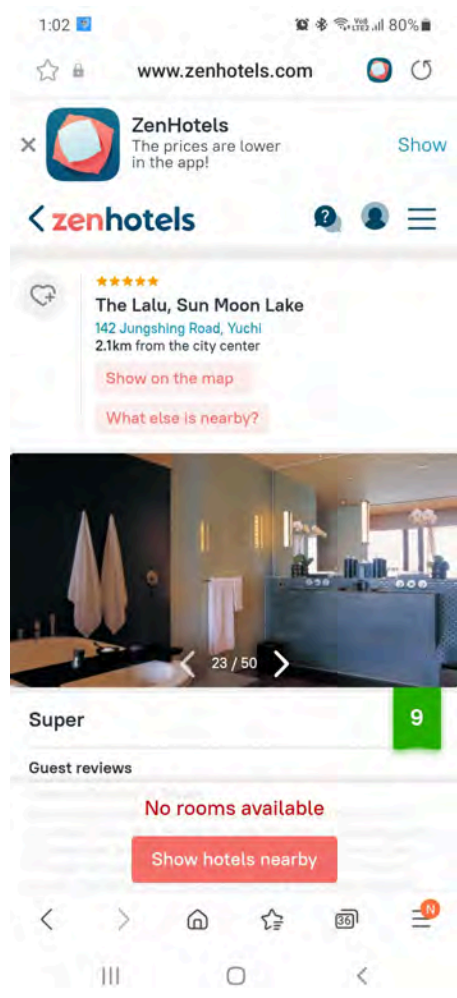 1:02
VoLTE2 80%
www.zenhotels.com
ZenHotels
The prices are lower
in the app!
Show
zenhotels
?
The Lalu, Sun Moon Lake
142 Jungshing Road, Yuchi
2.1km from the city center
Show on the map
What else is nearby?
23 / 50
Super
9
Guest reviews
No rooms available
Show hotels nearby
36
N